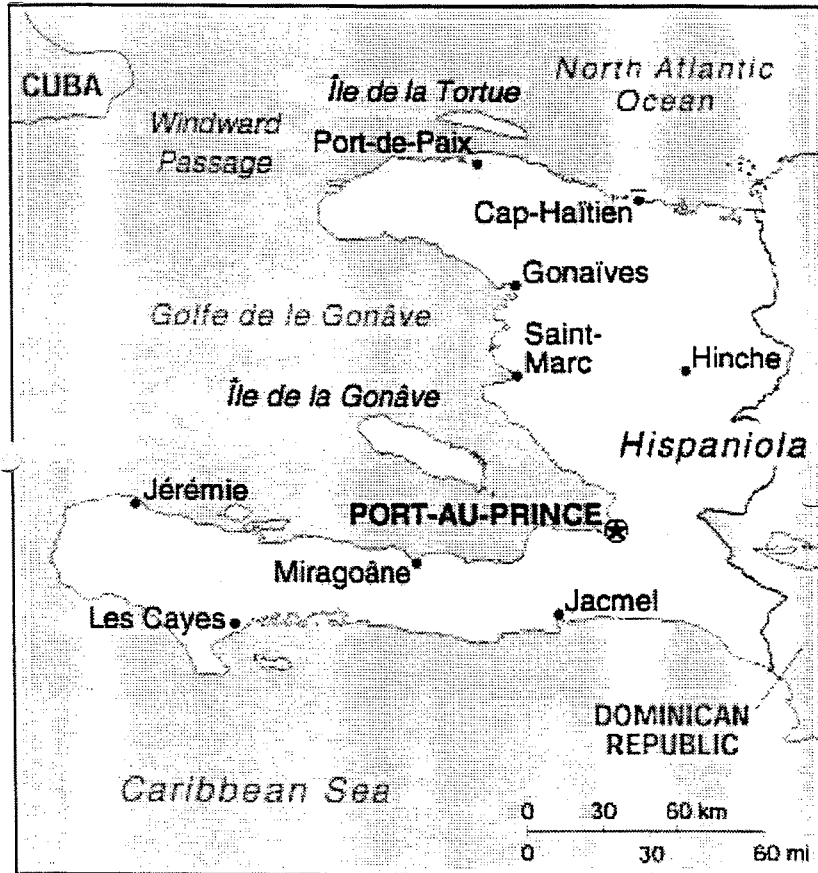 CUBA
Île de la Tortue
North Atlantic
Ocean
Windward
Passage
Port-de-Paix
Cap-Haïtien
Gonaïves
Golfe de le Gonâve
Saint-
Marc
Hinche
Île de la Gonâve
Hispaniola
Jérémie
PORT-AU-PRINCE
Miragoâne
Les Cayes
Jacmel
DOMINICAN
REPUBLIC
Caribbean Sea
0 30 60 km
0 30 60 mi